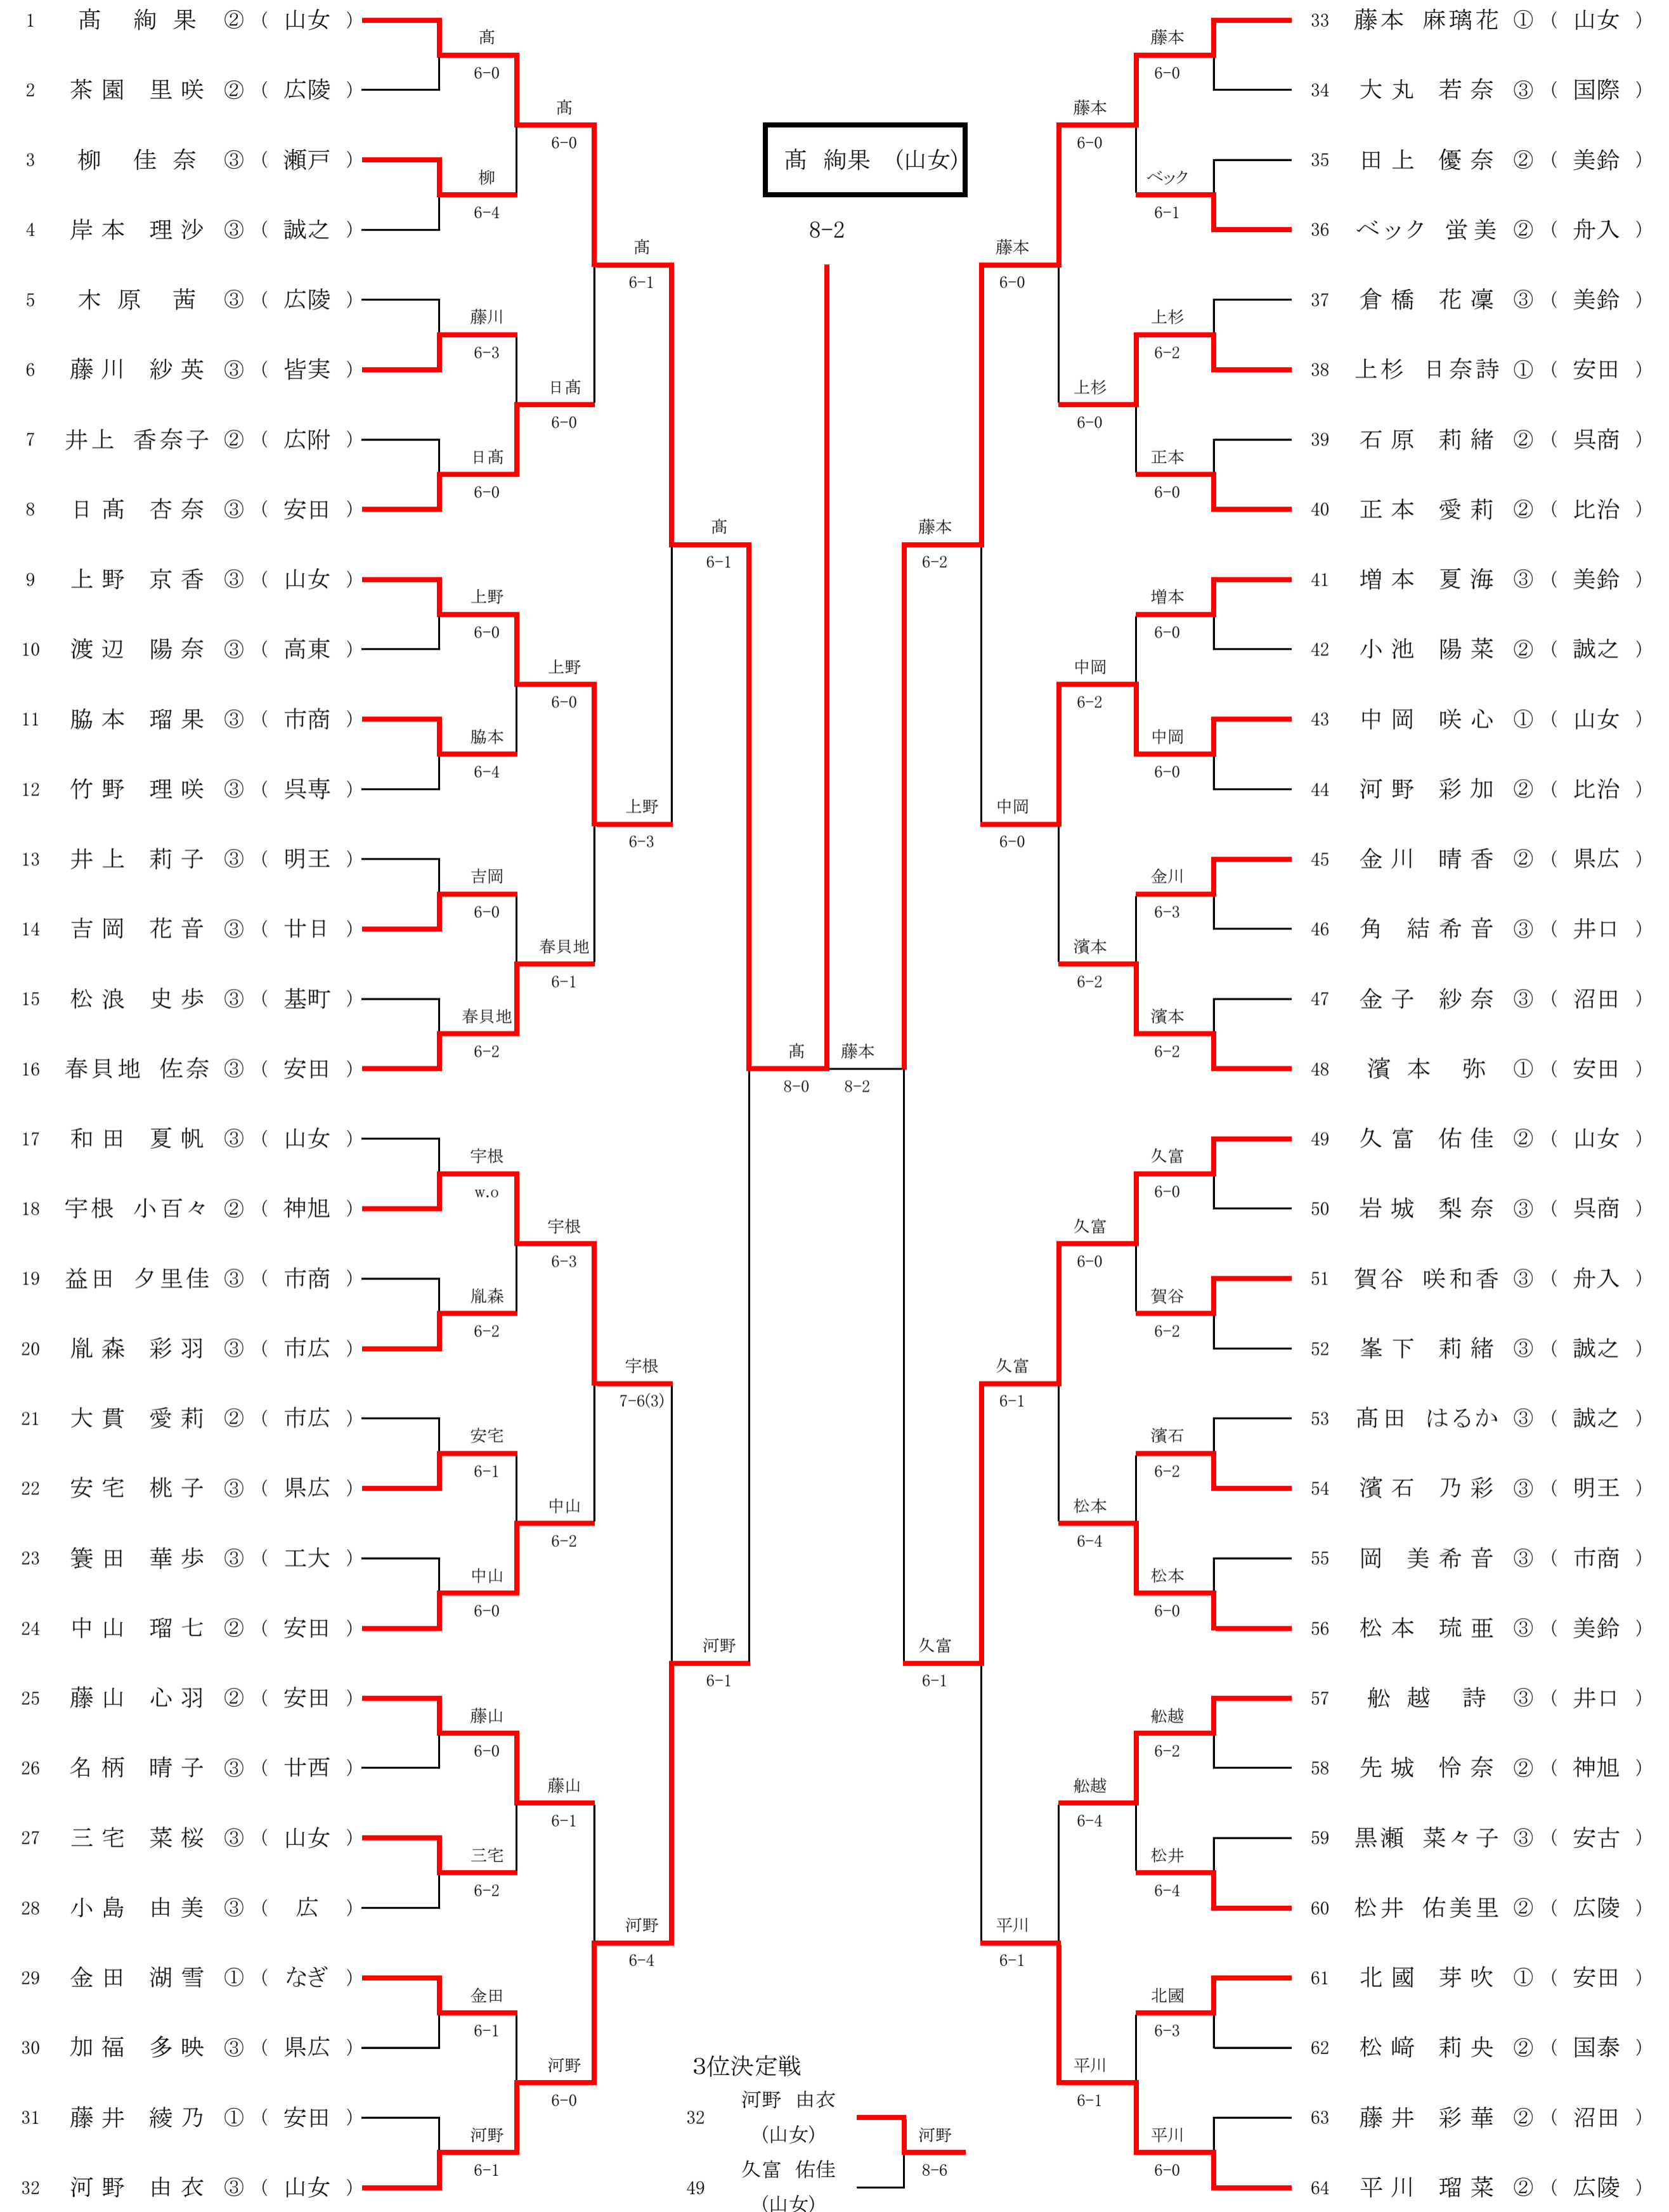 1 髙 絢果 ② ( 山女 )
2 茶園 里咲 ② ( 広陵 )
3 柳 佳奈 ③ ( 瀬戸 )
4 岸本 理沙 ③ ( 誠之 )
5 木原 茜 ③ ( 広陵 )
6 藤川 紗英 ③ ( 皆実 )
7 井上 香奈子 ② ( 広附 )
8 日髙 杏奈 ③ ( 安田 )
9 上野 京香 ③ ( 山女 )
10 渡辺 陽奈 ③ ( 高東 )
11 脇本 瑠果 ③ ( 市商 )
12 竹野 理咲 ③ ( 呉専 )
13 井上 莉子 ③ ( 明王 )
14 吉岡 花音 ③ ( 廿日 )
15 松浪 史歩 ③ ( 基町 )
16 春貝地 佐奈 ③ ( 安田 )
17 和田 夏帆 ③ ( 山女 )
18 宇根 小百々 ② ( 神旭 )
19 益田 夕里佳 ③ ( 市商 )
20 胤森 彩羽 ③ ( 市広 )
21 大貫 愛莉 ② ( 市広 )
22 安宅 桃子 ③ ( 県広 )
23 簑田 華歩 ③ ( 工大 )
24 中山 瑠七 ② ( 安田 )
25 藤山 心羽 ② ( 安田 )
26 名柄 晴子 ③ ( 廿西 )
27 三宅 菜桜 ③ ( 山女 )
28 小島 由美 ③ ( 広 )
29 金田 湖雪 ① ( なぎ )
30 加福 多映 ③ ( 県広 )
31 藤井 綾乃 ① ( 安田 )
32 河野 由衣 ③ ( 山女 )
髙
6-0
柳
6-4
藤川
6-3
日髙
6-0
上野
6-0
脇本
6-4
吉岡
6-0
春貝地
6-2
宇根
w.o
胤森
6-2
安宅
6-1
中山
6-0
藤山
6-0
三宅
6-2
金田
6-1
河野
6-1
髙
6-0
日髙
6-0
上野
6-0
春貝地
6-1
宇根
6-3
中山
6-2
藤山
6-1
河野
6-0
髙
6-1
上野
6-3
宇根
7-6(3)
河野
6-4
髙
6-1
河野
6-1
髙
8-0
髙 絢果 (山女)
8-2
藤本
8-2
藤本
6-2
久富
6-1
藤本
6-0
中岡
6-0
久富
6-1
平川
6-1
藤本
6-0
上杉
6-0
中岡
6-2
濱本
6-2
久富
6-0
松本
6-4
舩越
6-4
平川
6-1
藤本
6-0
ベック
6-1
上杉
6-2
正本
6-0
増本
6-0
中岡
6-0
金川
6-3
濱本
6-2
久富
6-0
賀谷
6-2
濱石
6-2
松本
6-0
舩越
6-2
松井
6-4
北國
6-3
平川
6-0
33 藤本 麻璃花 ① ( 山女 )
34 大丸 若奈 ③ ( 国際 )
35 田上 優奈 ② ( 美鈴 )
36 ベック 蛍美 ② ( 舟入 )
37 倉橋 花凜 ③ ( 美鈴 )
38 上杉 日奈詩 ① ( 安田 )
39 石原 莉緒 ② ( 呉商 )
40 正本 愛莉 ② ( 比治 )
41 増本 夏海 ③ ( 美鈴 )
42 小池 陽菜 ② ( 誠之 )
43 中岡 咲心 ① ( 山女 )
44 河野 彩加 ② ( 比治 )
45 金川 晴香 ② ( 県広 )
46 角 結希音 ③ ( 井口 )
47 金子 紗奈 ③ ( 沼田 )
48 濱本 弥 ① ( 安田 )
49 久富 佑佳 ② ( 山女 )
50 岩城 梨奈 ③ ( 呉商 )
51 賀谷 咲和香 ③ ( 舟入 )
52 峯下 莉緒 ③ ( 誠之 )
53 髙田 はるか ③ ( 誠之 )
54 濱石 乃彩 ③ ( 明王 )
55 岡 美希音 ③ ( 市商 )
56 松本 琉亜 ③ ( 美鈴 )
57 舩越 詩 ③ ( 井口 )
58 先城 怜奈 ② ( 神旭 )
59 黒瀬 菜々子 ③ ( 安古 )
60 松井 佑美里 ② ( 広陵 )
61 北國 芽吹 ① ( 安田 )
62 松﨑 莉央 ② ( 国泰 )
63 藤井 彩華 ② ( 沼田 )
64 平川 瑠菜 ② ( 広陵 )
3位決定戦
32 河野 由衣
(山女)
49 久富 佑佳
(山女)
河野
8-6